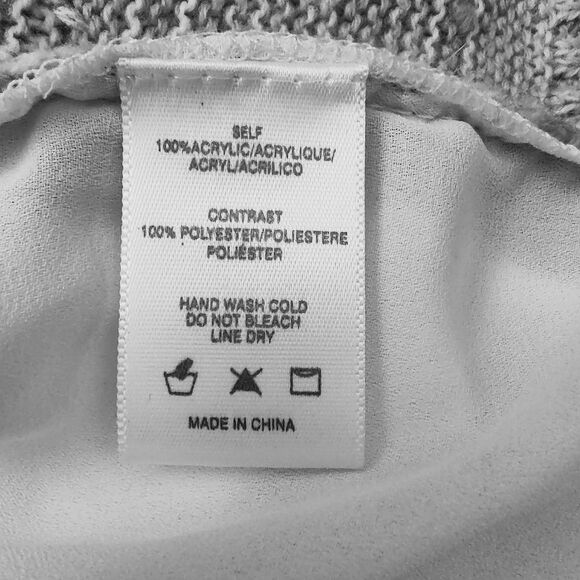 SELF
100%ACRYLIC/ACRYLIQUE/
ACRYL/ACRILICO
CONTRAST
100% POLYESTER/POLIESTERE
POLIÉSTER
HAND WASH COLD
DO NOT BLEACH
LINE DRY
MADE IN CHINA